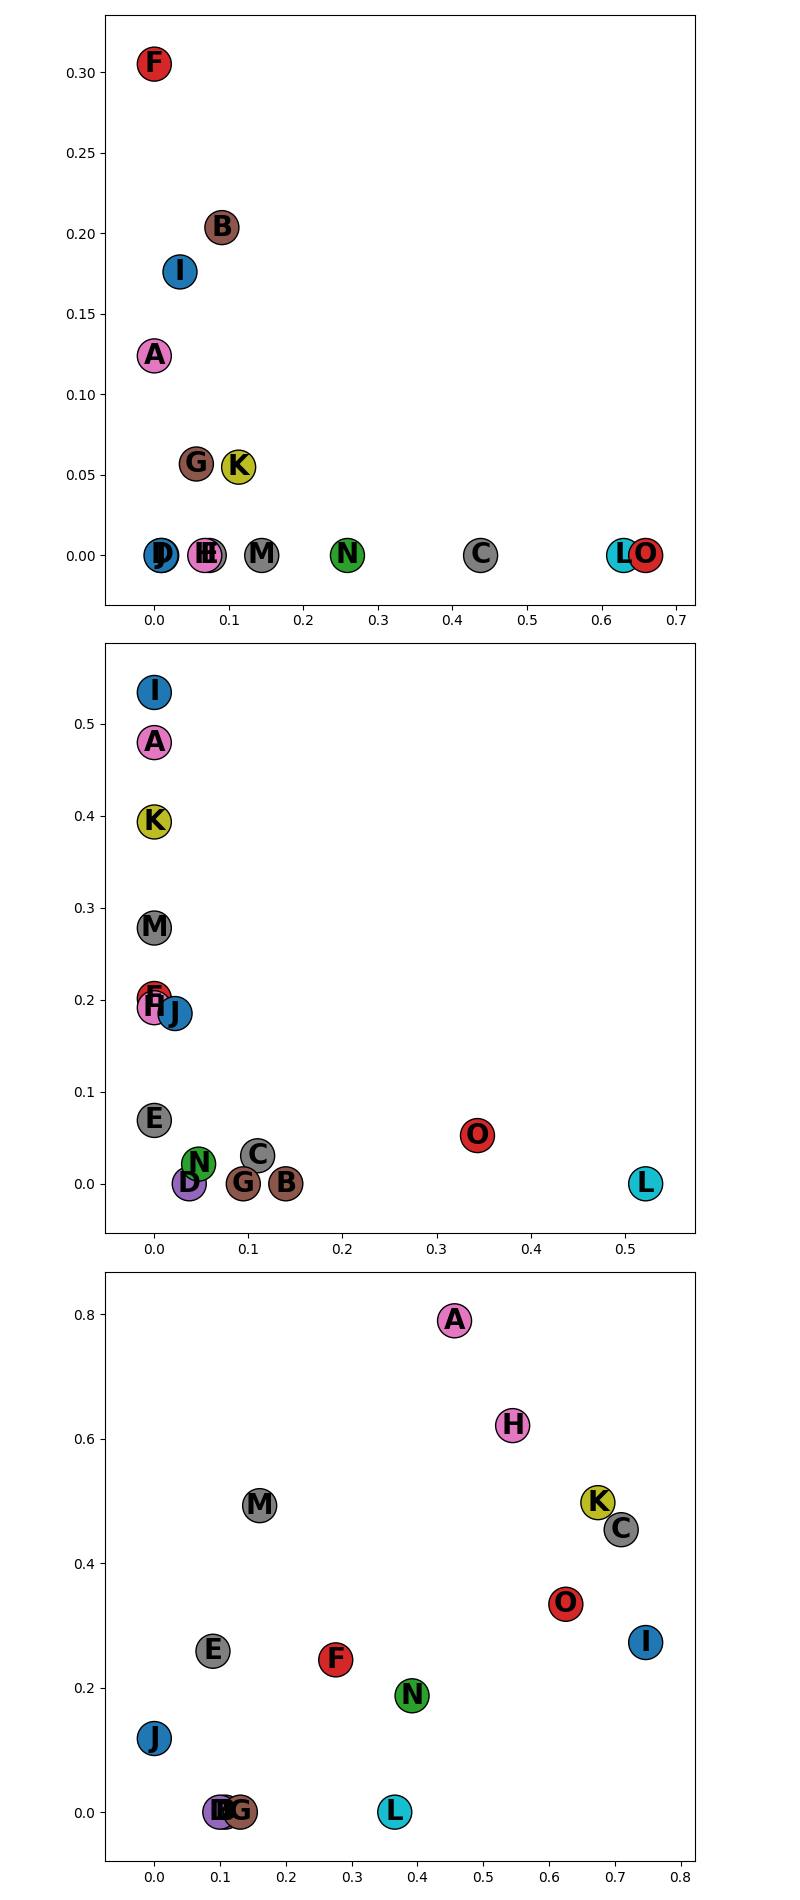 F
0.30
0.25
B
0.20
I
0.15
A
0.10
G K
0.05
0.00 J D H E M N C L O
0.0 0.1 0.2 0.3 0.4 0.5 0.6 0.7
I
0.5
A
0.4 K
0.3
M
0.2 F
H J
0.1
E
O
C
N
0.0 D G B L
0.0 0.1 0.2 0.3 0.4 0.5
0.8 A
H
0.6
M K
C
0.4
O
I
E F
0.2 N
J
0.0 D B G L
0.0 0.1 0.2 0.3 0.4 0.5 0.6 0.7 0.8